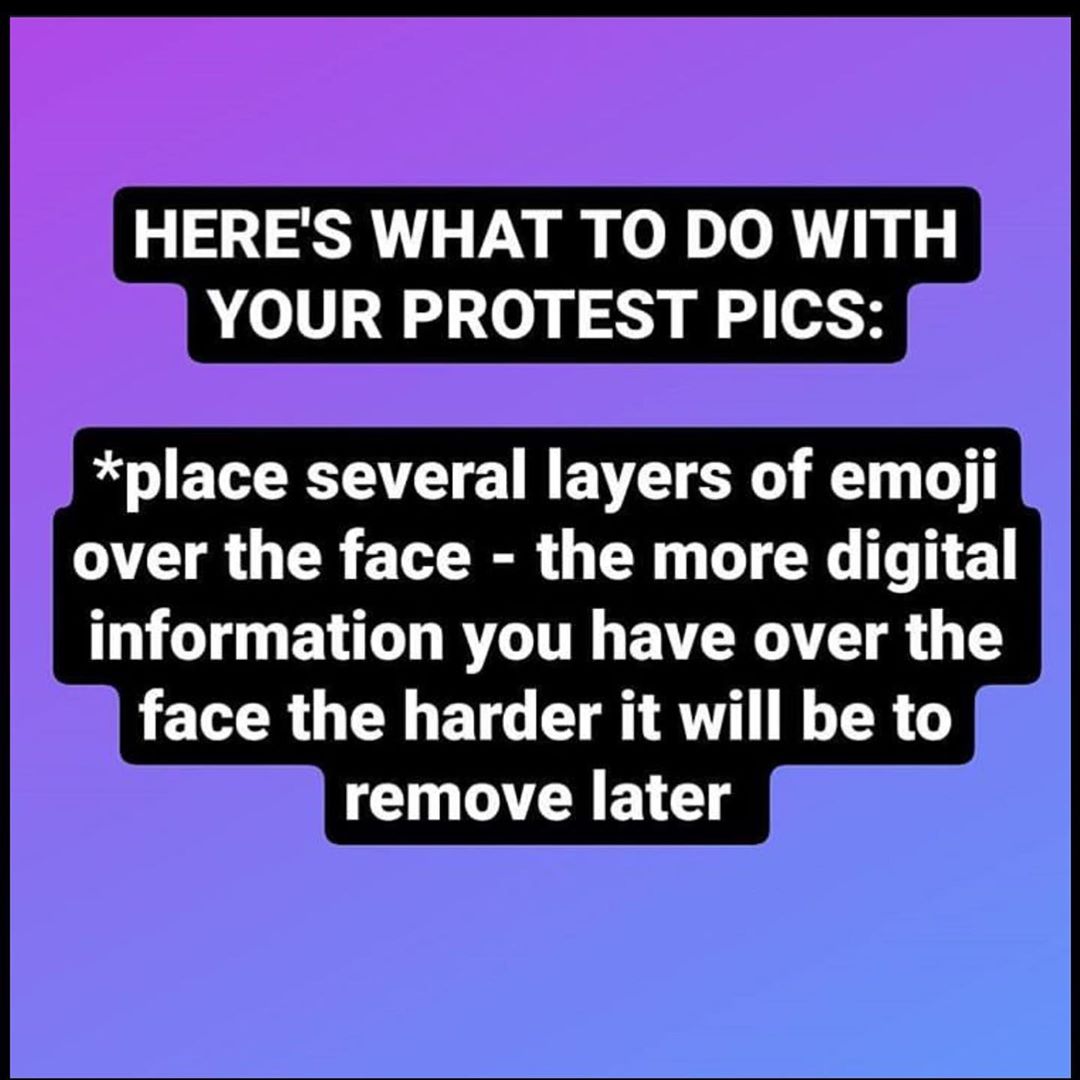 HERE'S WHAT TO DO WITH
YOUR PROTEST PICS:
*place several layers of emoji
over the face - the more digital
information you have over the
face the harder it will be to
remove later